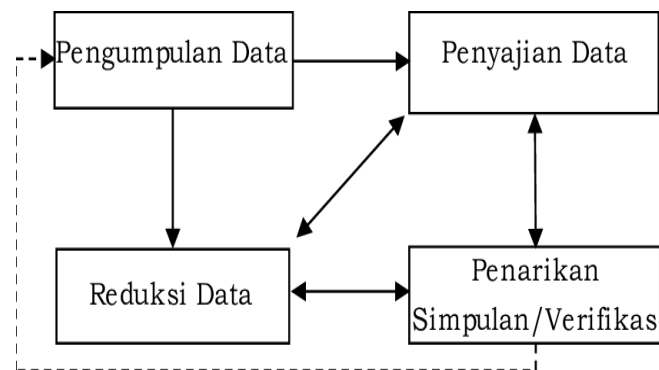 Pengumpulan Data
Penyajian Data
Reduksi Data
Penarikan
Simpulan/Verifikas